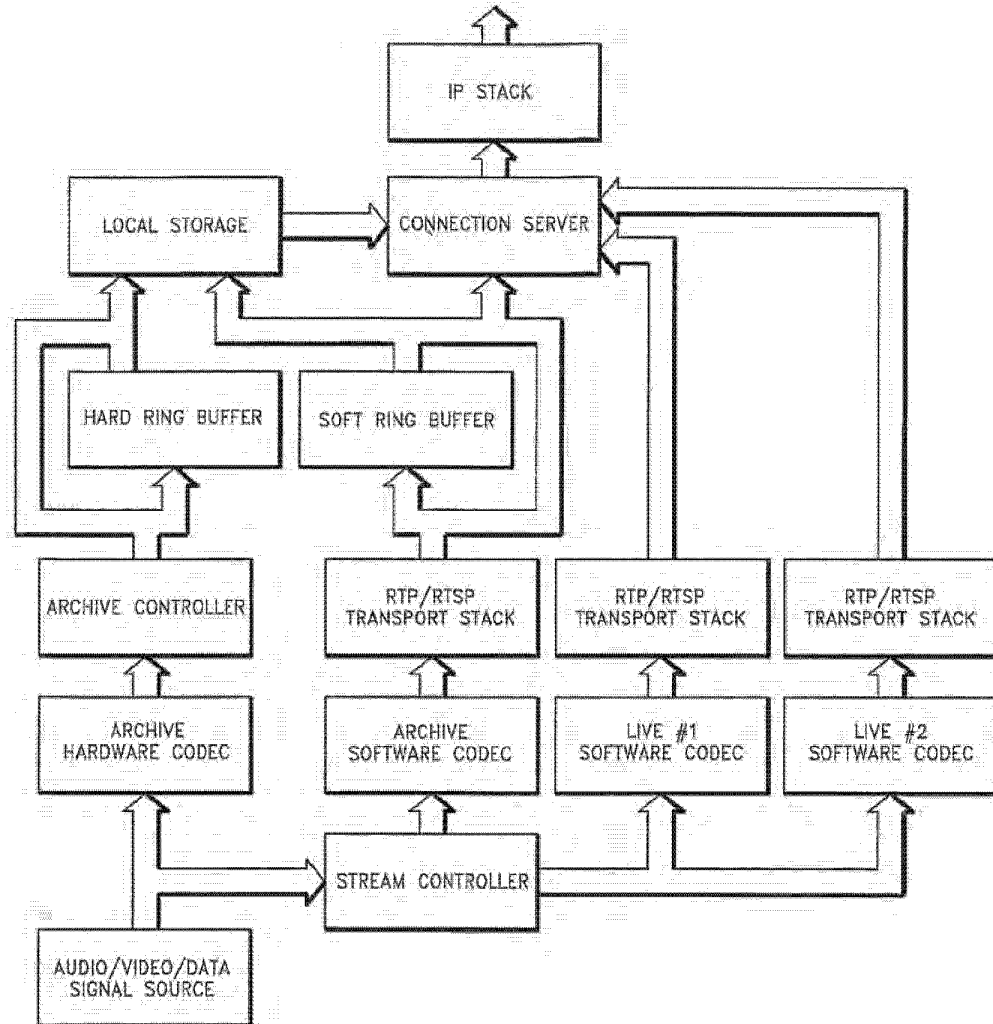 IP STACK
LOCAL STORAGE
CONNECTION SERVER
HARD RING BUFFER
SOFT RING BUFFER
ARCHIVE CONTROLLER
RTP/RTSP
TRANSPORT STACK
RTP/RTSP
TRANSPORT STACK
RTP/RTSP
TRANSPORT STACK
ARCHIVE
HARDWARE CODEC
ARCHIVE
SOFTWARE CODEC
LIVE #1
SOFTWARE CODEC
LIVE #2
SOFTWARE CODEC
STREAM CONTROLLER
AUDIO/VIDEO/DATA
SIGNAL SOURCE